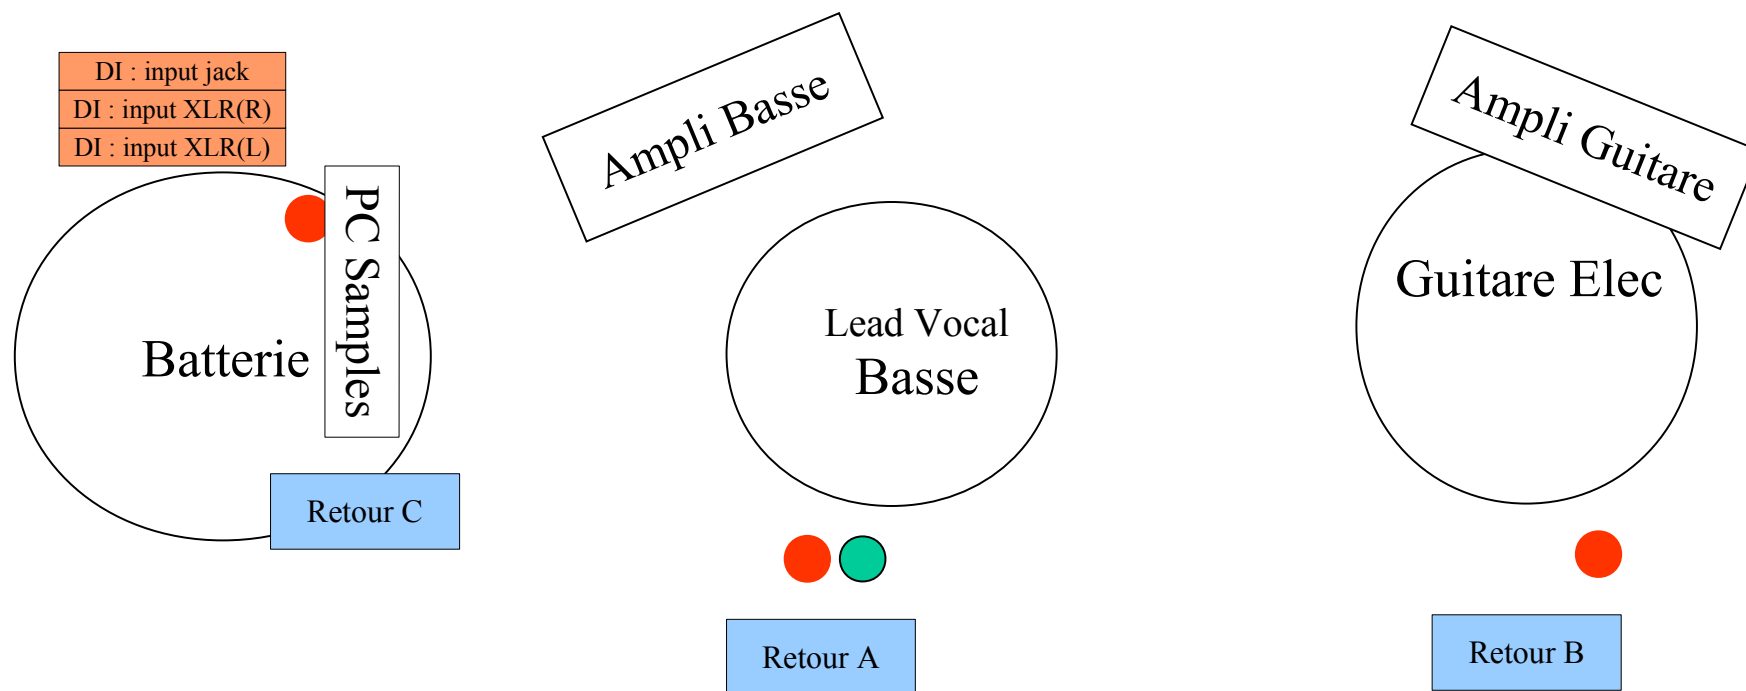 DI : input jack
DI : input XLR(R)
DI : input XLR(L)
PC Samples
Batterie
Retour C
Ampli Basse
Lead Vocal
Basse
Retour A
Ampli Guitare
Guitare Elec
Retour B